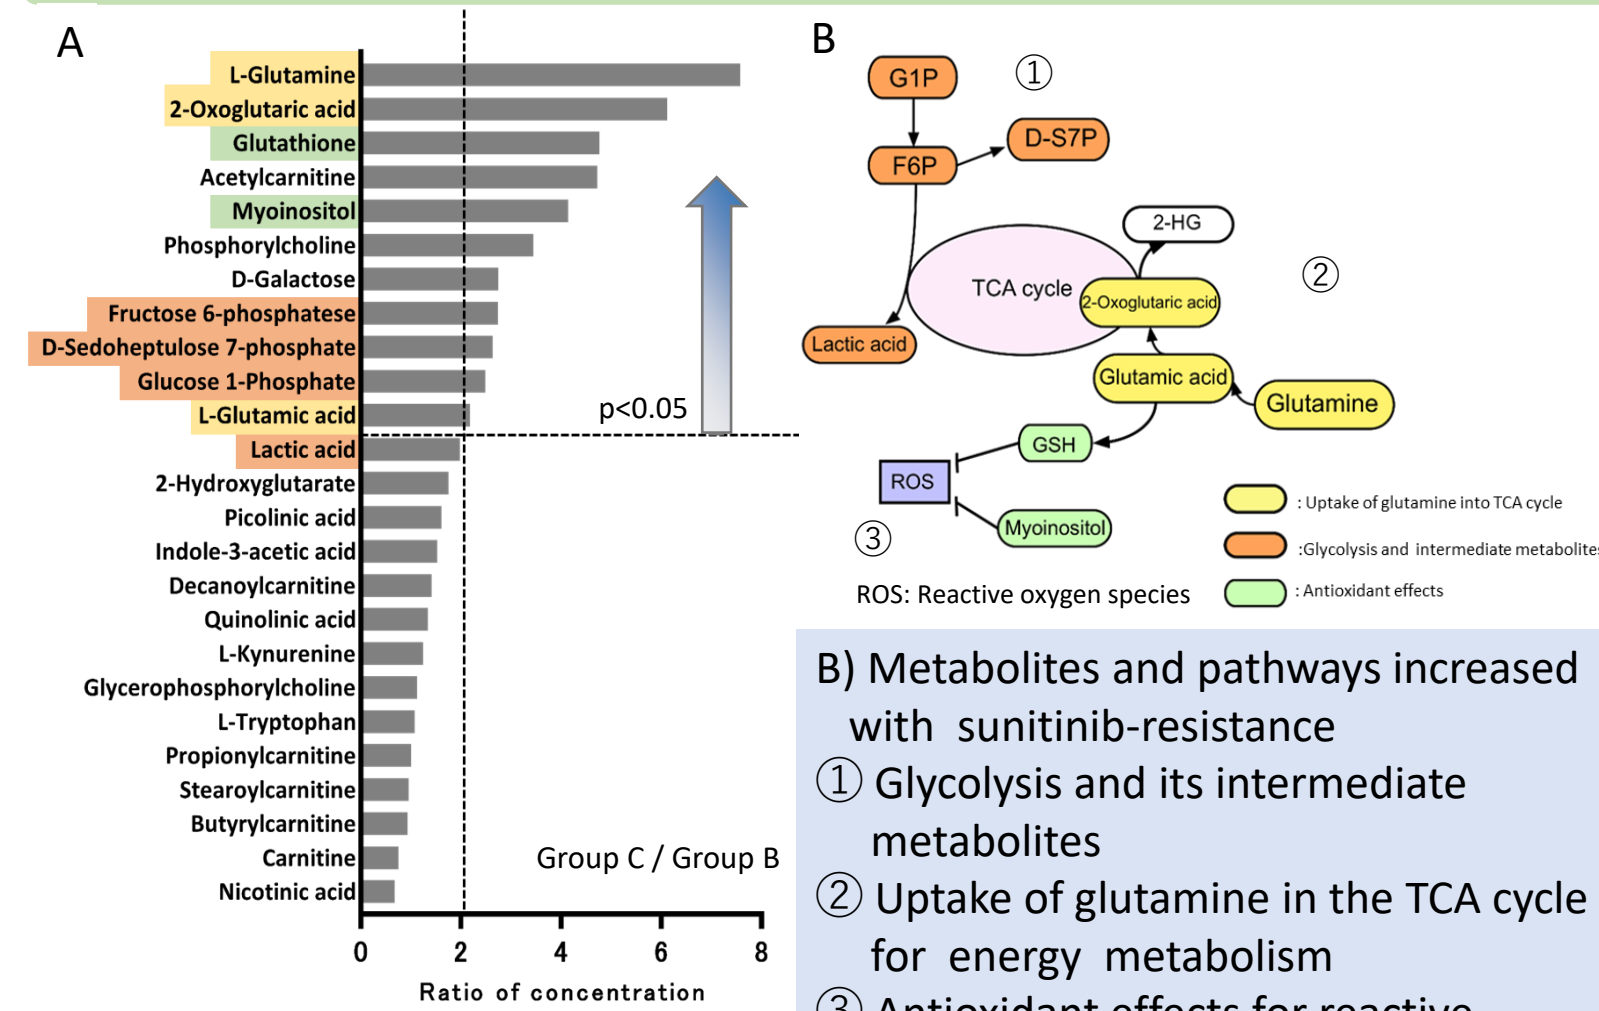 A
L-Glutamine
2-Oxoglutaric acid
Glutathione
Acetylcarnitine
Myoinositol
Phosphorylcholine
D-Galactose
Fructose 6-phosphatese
D-Sedoheptulose 7-phosphate
Glucose 1-Phosphate
L-Glutamic acid
Lactic acid
2-Hydroxyglutarate
Picolinic acid
Indole-3-acetic acid
Decanoylcarnitine
Quinolinic acid
L-Kynurenine
Glycerophosphorylcholine
L-Tryptophan
Propionylcarnitine
Stearoylcarnitine
Butyrylcarnitine
Carnitine
Nicotinic acid
p<0.05
Group C / Group B
0 2 4 6 8
Ratio of concentration
B
G1P
①
D-S7P
F6P
2-HG
②
TCA cycle
2-Oxoglutaric acid
Lactic acid
Glutamic acid
Glutamine
GSH
ROS
Myoinositol
③
ROS: Reactive oxygen species
: Uptake of glutamine into TCA cycle
:Glycolysis and intermediate metabolites
: Antioxidant effects
B) Metabolites and pathways increased
with sunitinib-resistance
① Glycolysis and its intermediate
metabolites
② Uptake of glutamine in the TCA cycle
for energy metabolism
③ Antioxidant effects for reactive